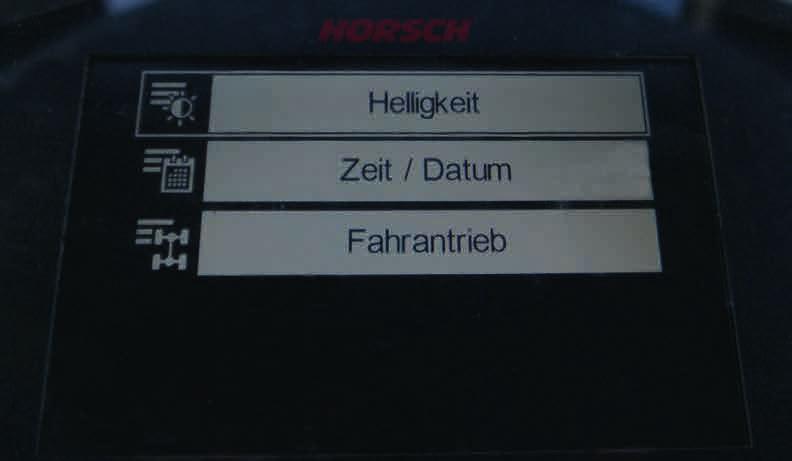 HORSCH
Helligkeit
Zeit / Datum
Fahrantrieb